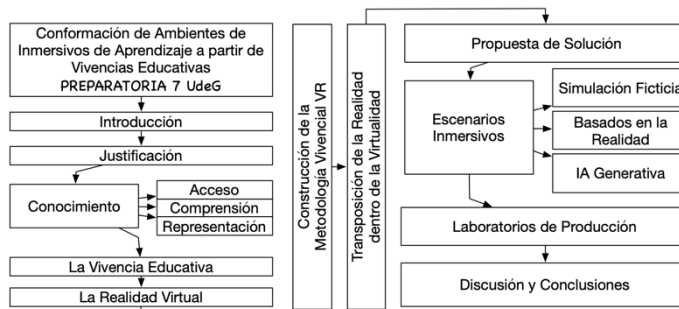 Conformación de Ambientes de
Inmersivos de Aprendizaje a partir de
Vivencias Educativas
PREPARATORIA 7 UdeG
Introducción
Justificación
Conocimiento
Acceso
Comprensión
Representación
La Vivencia Educativa
La Realidad Virtual
Construcción de la
Metodología Vivencial VR
Transposición de la Realidad
dentro de la Virtualidad
Propuesta de Solución
Escenarios
Inmersivos
Simulación Ficticia
Basados en la
Realidad
IA Generativa
Laboratorios de Producción
Discusión y Conclusiones